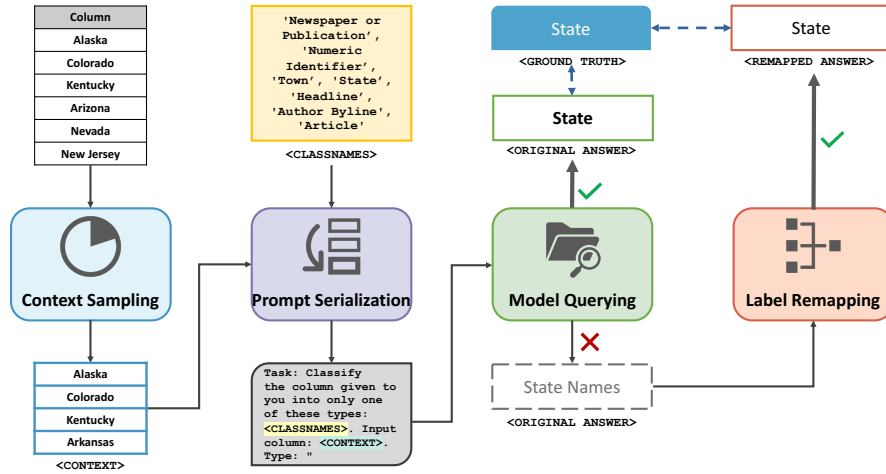 Column
Alaska
Colorado
Kentucky
Arizona
Nevada
New Jersey
'Newspaper or
Publication’,
'Numeric
Identifier’,
'Town’, 'State’,
'Headline’,
'Author Byline',
'Article'
<CLASSNAMES>
State
<GROUND TRUTH>
State
<REMAPPED ANSWER>
State
<ORIGINAL ANSWER>
Context Sampling
Prompt Serialization
Model Querying
Label Remapping
Alaska
Colorado
Kentucky
Arkansas
<CONTEXT>
Task: Classify
the column given to
you into only one
of these types:
<CLASSNAMES>. Input
column: <CONTEXT>.
Type: "
State Names
<ORIGINAL ANSWER>